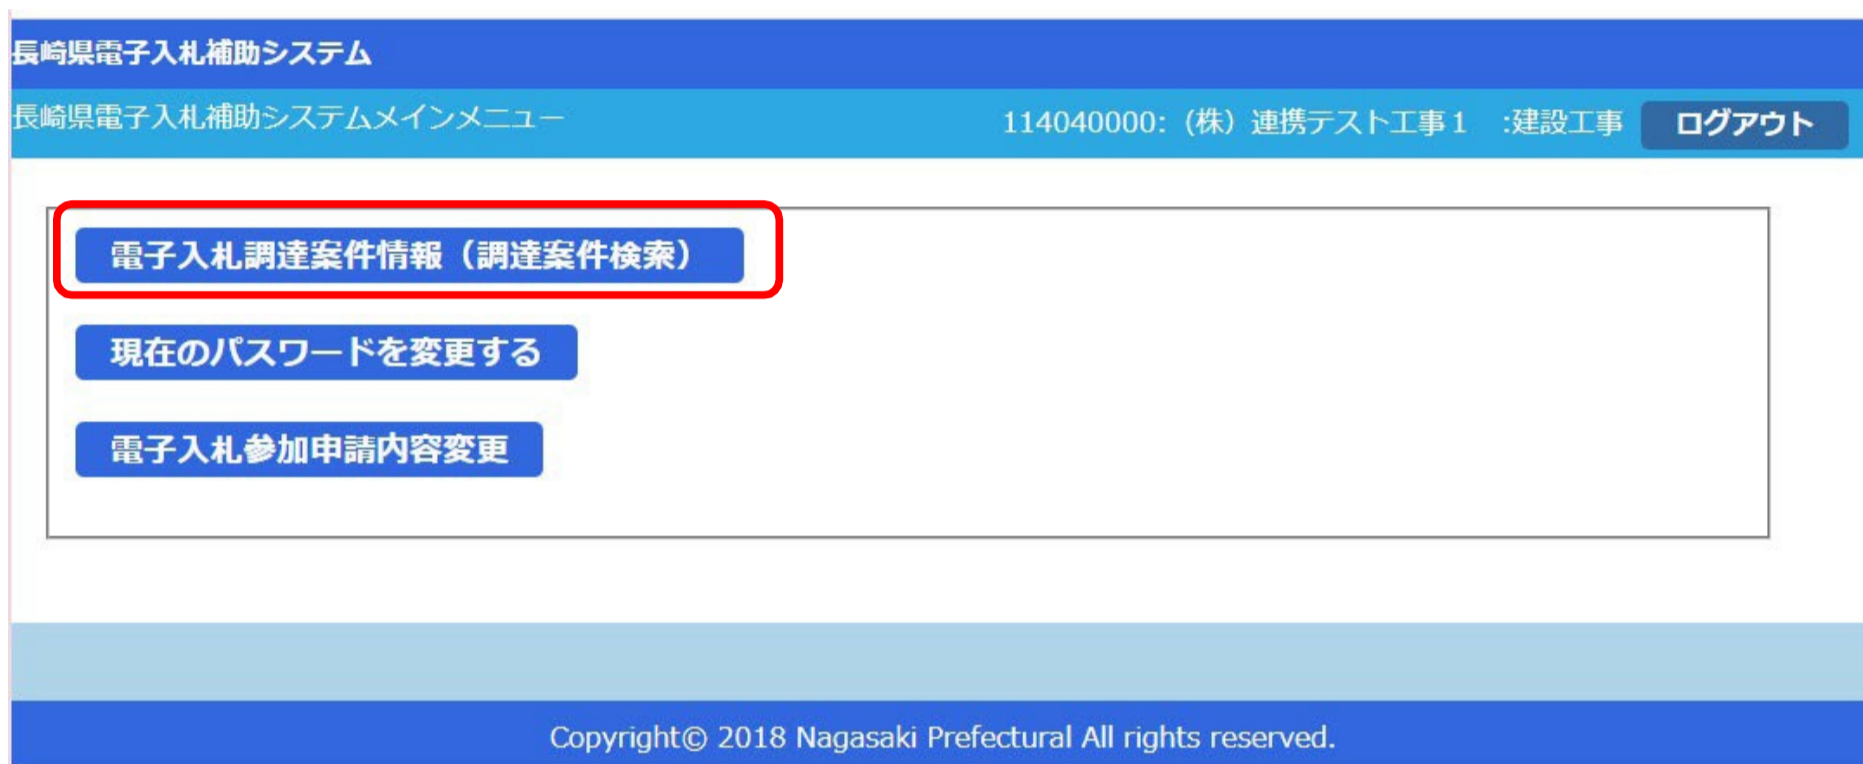 長崎県電子入札補助システム
長崎県電子入札補助システムメインメニュー 114040000:（株）連携テスト工事１　:建設工事 ログアウト
電子入札調達案件情報（調達案件検索）
現在のパスワードを変更する
電子入札参加申請内容変更
Copyright© 2018 Nagasaki Prefectural All rights reserved.